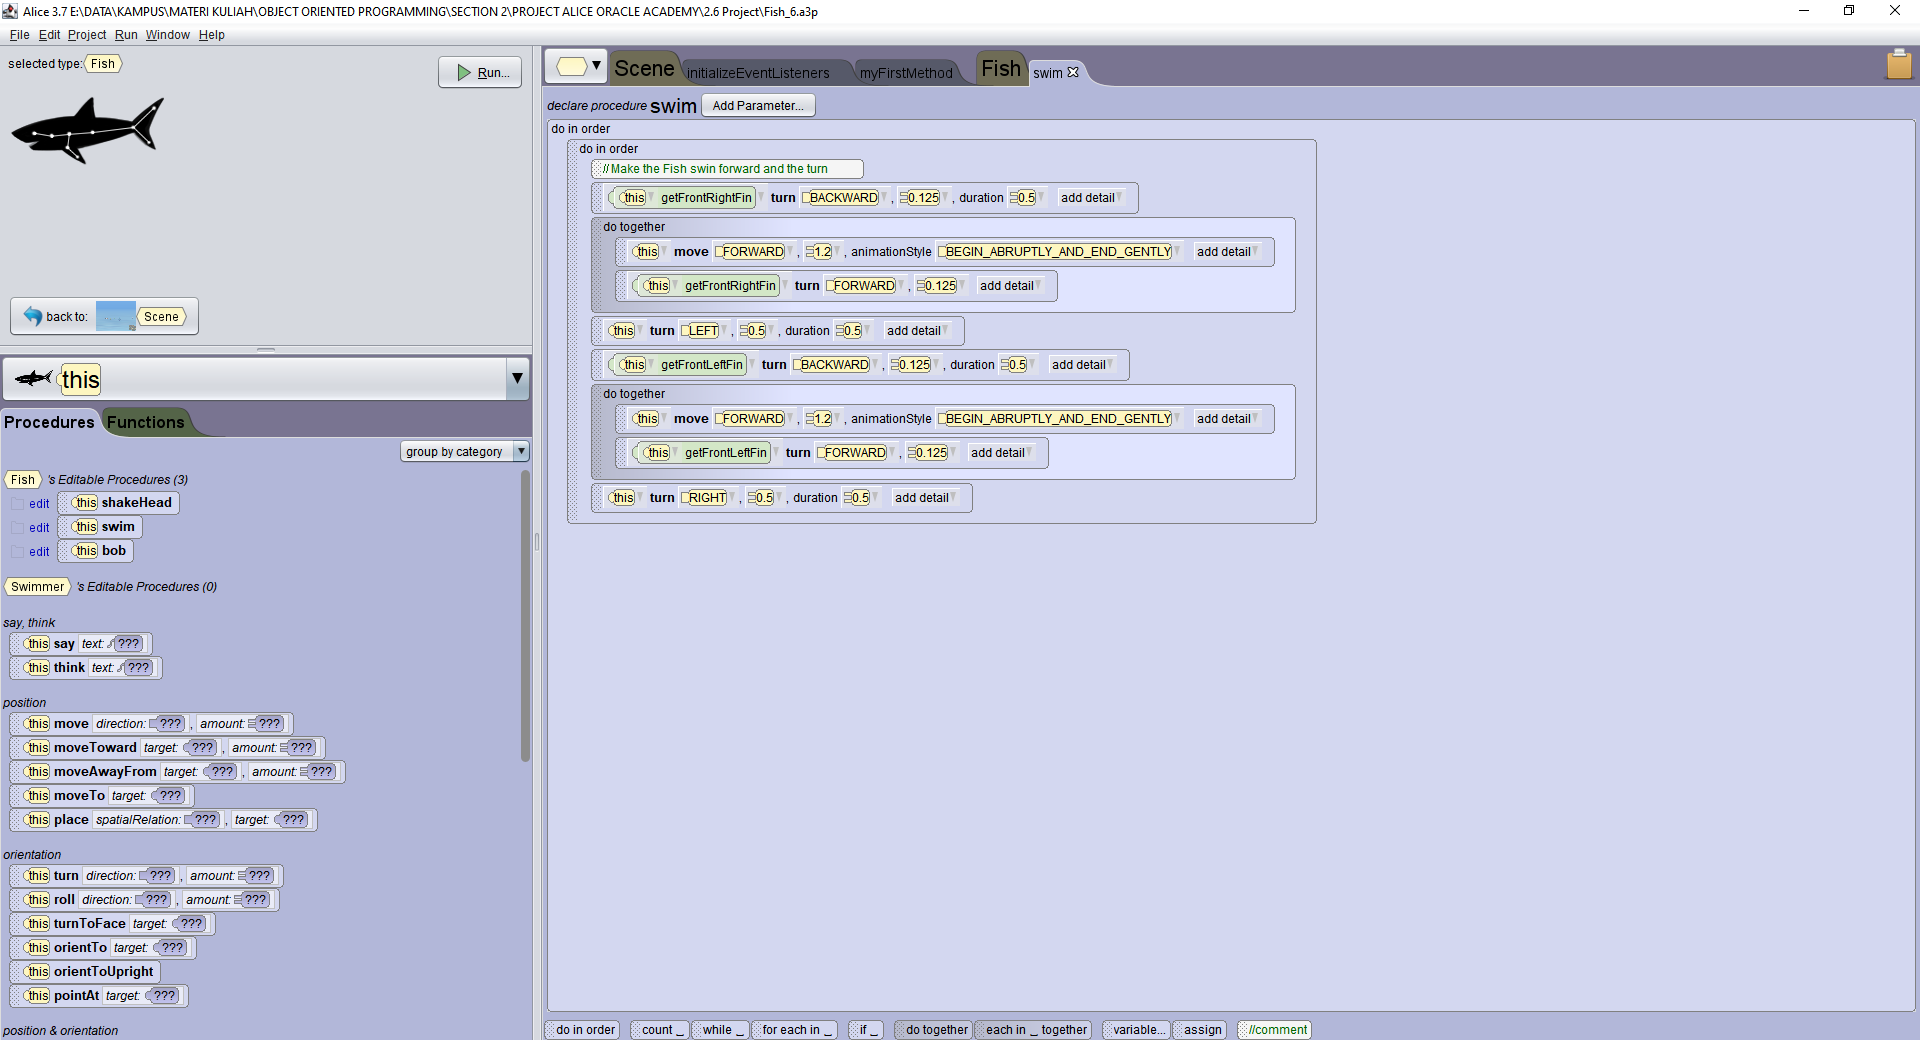 Alice 3.7 E:\DATA\KAMPUS\MATERI KULIAH\OBJECT ORIENTED PROGRAMMING\SECTION 2\PROJECT ALICE ORACLE ACADEMY\2.6 Project\Fish_6.a3p
File Edit Project Run Window Help
selected type: Fish
Run...
back to: Scene
this
Procedures Functions
group by category
Fish 's Editable Procedures (3)
edit this shakeHead
edit this swim
edit this bob
Swimmer 's Editable Procedures (0)
say, think
this say text: ???
this think text: ???
position
this move direction: ??? , amount: ???
this moveToward target: ??? , amount: ???
this moveAwayFrom target: ??? , amount: ???
this moveTo target: ???
this place spatialRelation: ??? , target: ???
orientation
this turn direction: ??? , amount: ???
this roll direction: ??? , amount: ???
this turnToFace target: ???
this orientTo target: ???
this orientToUpright
this pointAt target: ???
position & orientation
Scene initializeEventListeners myFirstMethod Fish swim
declare procedure swim Add Parameter...
do in order
do in order
//Make the Fish swin forward and the turn
this getFrontRightFin turn BACKWARD , 0.125 , duration 0.5 add detail
do together
this move FORWARD , 1.2 , animationStyle BEGIN_ABRUPTLY_AND_END_GENTLY add detail
this getFrontRightFin turn FORWARD , 0.125 add detail
this turn LEFT , 0.5 , duration 0.5 add detail
this getFrontLeftFin turn BACKWARD , 0.125 , duration 0.5 add detail
do together
this move FORWARD , 1.2 , animationStyle BEGIN_ABRUPTLY_AND_END_GENTLY add detail
this getFrontLeftFin turn FORWARD , 0.125 add detail
this turn RIGHT , 0.5 , duration 0.5 add detail
do in order count _ while _ for each in _ if _ do together each in _ together variable... assign //comment